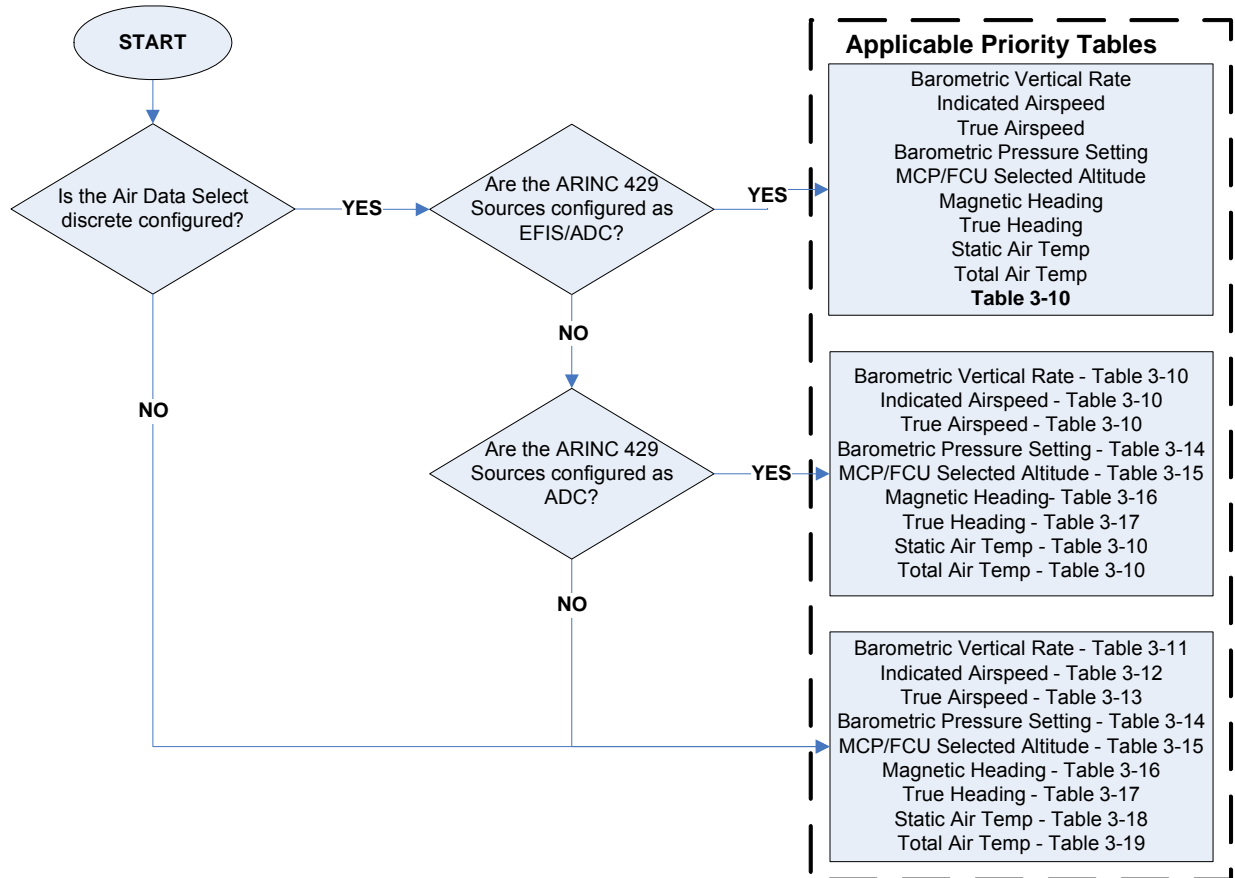 START
Is the Air Data Select
discrete configured?
YES
NO
Are the ARINC 429
Sources configured as
EFIS/ADC?
YES
NO
Are the ARINC 429
Sources configured as
ADC?
YES
NO
Applicable Priority Tables
Barometric Vertical Rate
Indicated Airspeed
True Airspeed
Barometric Pressure Setting
MCP/FCU Selected Altitude
Magnetic Heading
True Heading
Static Air Temp
Total Air Temp
Table 3-10
Barometric Vertical Rate - Table 3-10
Indicated Airspeed - Table 3-10
True Airspeed - Table 3-10
Barometric Pressure Setting - Table 3-14
MCP/FCU Selected Altitude - Table 3-15
Magnetic Heading- Table 3-16
True Heading - Table 3-17
Static Air Temp - Table 3-10
Total Air Temp - Table 3-10
Barometric Vertical Rate - Table 3-11
Indicated Airspeed - Table 3-12
True Airspeed - Table 3-13
Barometric Pressure Setting - Table 3-14
MCP/FCU Selected Altitude - Table 3-15
Magnetic Heading - Table 3-16
True Heading - Table 3-17
Static Air Temp - Table 3-18
Total Air Temp - Table 3-19